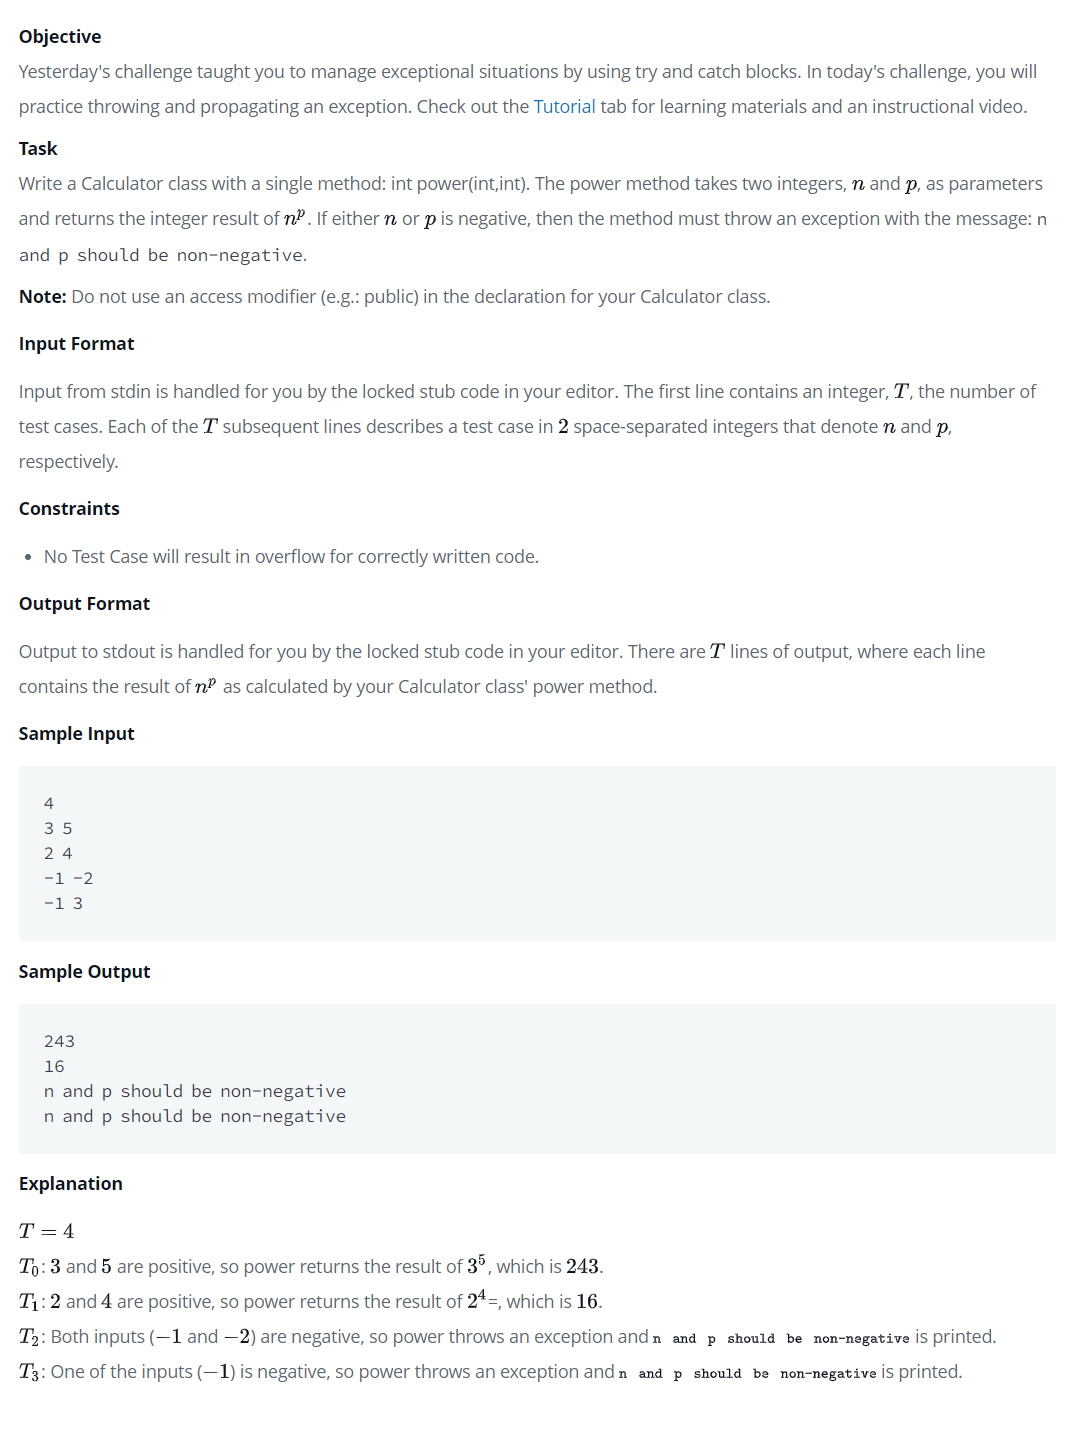 Objective
Yesterday's challenge taught you to manage exceptional situations by using try and catch blocks. In today's challenge, you will
practice throwing and propagating an exception. Check out the Tutorial tab for learning materials and an instructional video.
Task
Write a Calculator class with a single method: int power(int,int). The power method takes two integers, n and p, as parameters
and returns the integer result of n^p. If either n or p is negative, then the method must throw an exception with the message: n
and p should be non-negative.
Note: Do not use an access modifier (e.g.: public) in the declaration for your Calculator class.
Input Format
Input from stdin is handled for you by the locked stub code in your editor. The first line contains an integer, T, the number of
test cases. Each of the T subsequent lines describes a test case in 2 space-separated integers that denote n and p,
respectively.
Constraints
• No Test Case will result in overflow for correctly written code.
Output Format
Output to stdout is handled for you by the locked stub code in your editor. There are T lines of output, where each line
contains the result of n^p as calculated by your Calculator class' power method.
Sample Input
4
3 5
2 4
-1 -2
-1 3
Sample Output
243
16
n and p should be non-negative
n and p should be non-negative
Explanation
T = 4
T₀: 3 and 5 are positive, so power returns the result of 3⁵, which is 243.
T₁: 2 and 4 are positive, so power returns the result of 2⁴=, which is 16.
T₂: Both inputs (−1 and −2) are negative, so power throws an exception and n and p should be non-negative is printed.
T₃: One of the inputs (−1) is negative, so power throws an exception and n and p should be non-negative is printed.